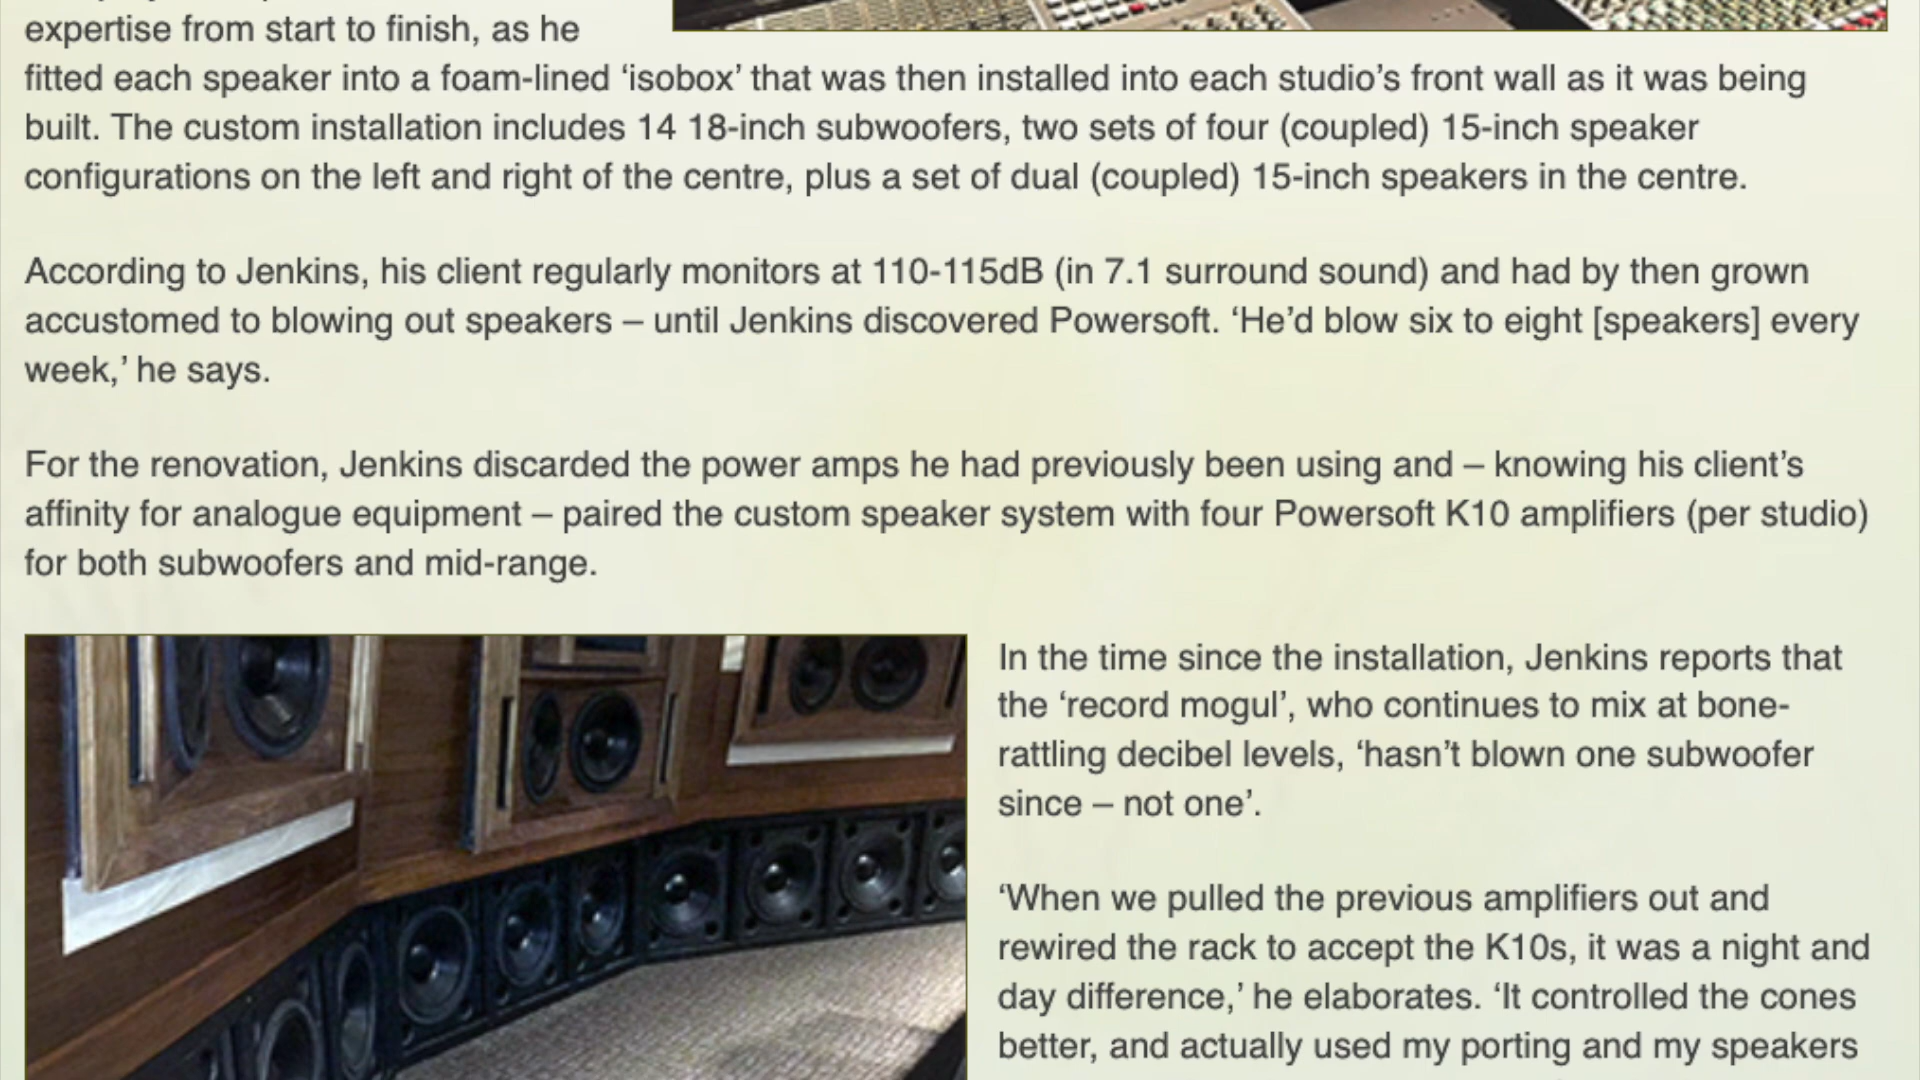 expertise from start to finish, as he
fitted each speaker into a foam-lined ‘isobox’ that was then installed into each studio’s front wall as it was being
built. The custom installation includes 14 18-inch subwoofers, two sets of four (coupled) 15-inch speaker
configurations on the left and right of the centre, plus a set of dual (coupled) 15-inch speakers in the centre.
According to Jenkins, his client regularly monitors at 110-115dB (in 7.1 surround sound) and had by then grown
accustomed to blowing out speakers – until Jenkins discovered Powersoft. ‘He’d blow six to eight [speakers] every
week,’ he says.
For the renovation, Jenkins discarded the power amps he had previously been using and – knowing his client’s
affinity for analogue equipment – paired the custom speaker system with four Powersoft K10 amplifiers (per studio)
for both subwoofers and mid-range.
In the time since the installation, Jenkins reports that
the ‘record mogul’, who continues to mix at bone-
rattling decibel levels, ‘hasn’t blown one subwoofer
since – not one’.
‘When we pulled the previous amplifiers out and
rewired the rack to accept the K10s, it was a night and
day difference,’ he elaborates. ‘It controlled the cones
better, and actually used my porting and my speakers